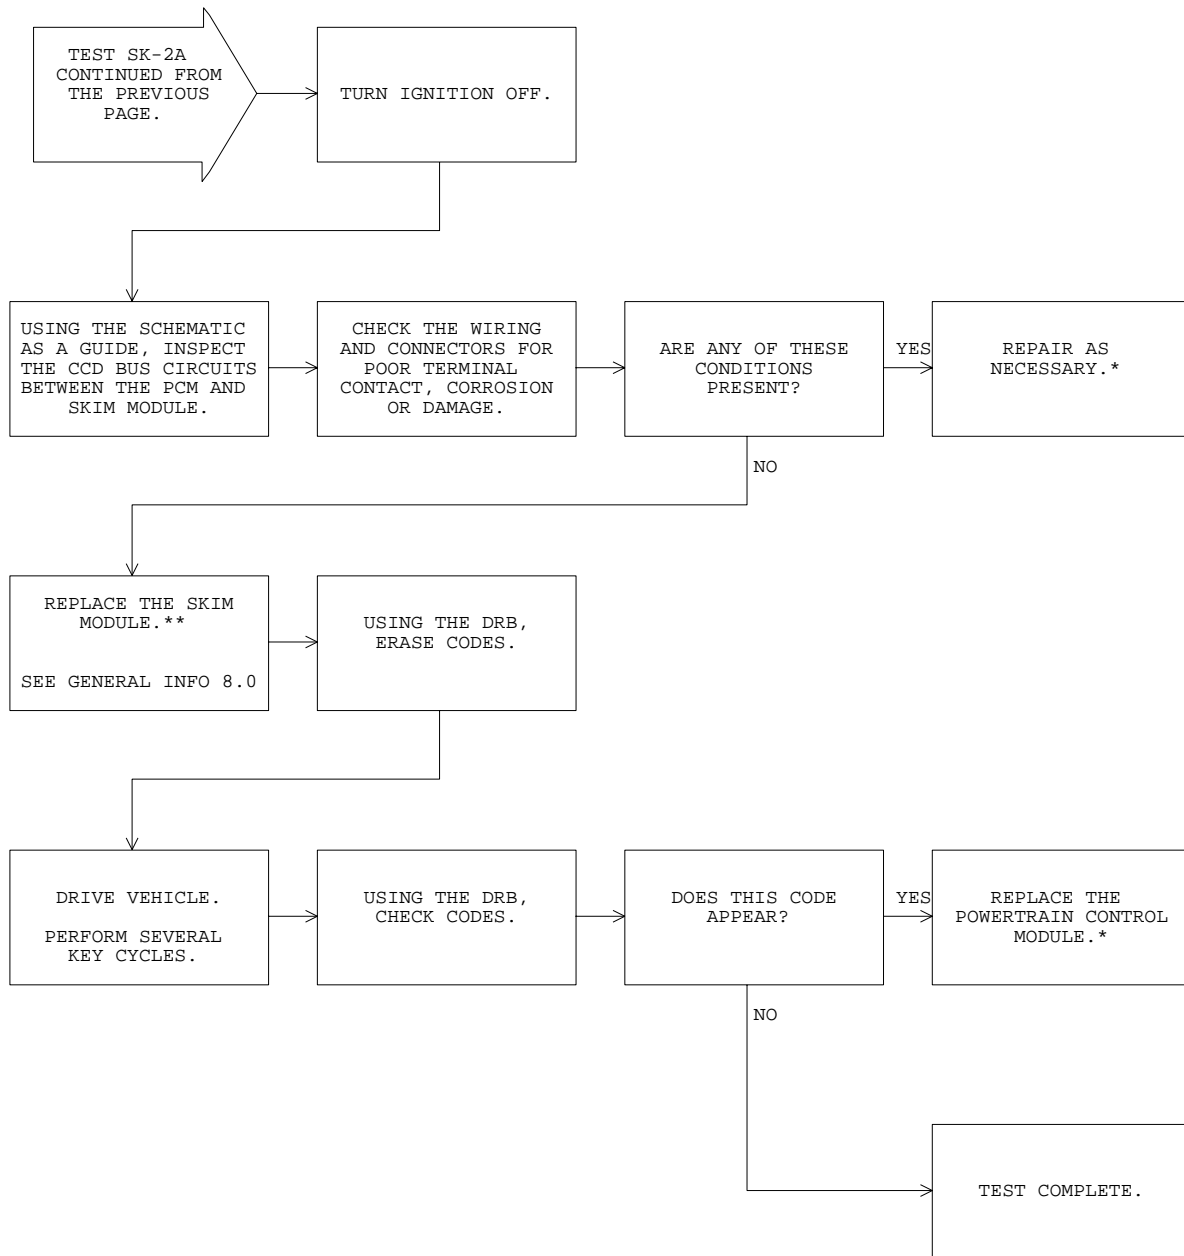 TEST SK-2A
CONTINUED FROM
THE PREVIOUS
PAGE.
TURN IGNITION OFF.
USING THE SCHEMATIC
AS A GUIDE, INSPECT
THE CCD BUS CIRCUITS
BETWEEN THE PCM AND
SKIM MODULE.
CHECK THE WIRING
AND CONNECTORS FOR
POOR TERMINAL
CONTACT, CORROSION
OR DAMAGE.
ARE ANY OF THESE
CONDITIONS
PRESENT?
YES
REPAIR AS
NECESSARY.*
NO
REPLACE THE SKIM
MODULE.**
SEE GENERAL INFO 8.0
USING THE DRB,
ERASE CODES.
DRIVE VEHICLE.
PERFORM SEVERAL
KEY CYCLES.
USING THE DRB,
CHECK CODES.
DOES THIS CODE
APPEAR?
YES
REPLACE THE
POWERTRAIN CONTROL
MODULE.*
NO
TEST COMPLETE.